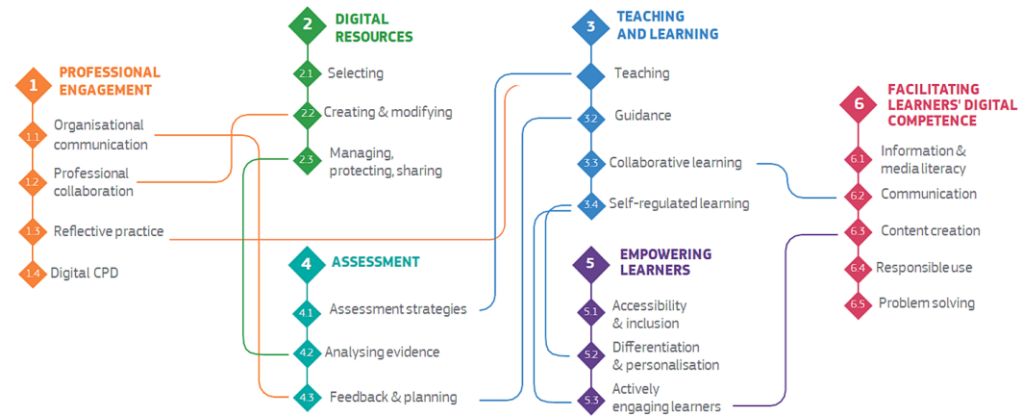 1
PROFESSIONAL
ENGAGEMENT
1.1
Organisational
communication
1.2
Professional
collaboration
1.3
Reflective practice
1.4
Digital CPD
2
DIGITAL
RESOURCES
2.1
Selecting
2.2
Creating & modifying
2.3
Managing,
protecting, sharing
3
TEACHING
AND LEARNING
Teaching
3.2
Guidance
3.3
Collaborative learning
3.4
Self-regulated learning
4
ASSESSMENT
4.1
Assessment strategies
4.2
Analysing evidence
4.3
Feedback & planning
5
EMPOWERING
LEARNERS
5.1
Accessibility
& inclusion
5.2
Differentiation
& personalisation
5.3
Actively
engaging learners
6
FACILITATING
LEARNERS' DIGITAL
COMPETENCE
6.1
Information &
media literacy
6.2
Communication
6.3
Content creation
6.4
Responsible use
6.5
Problem solving